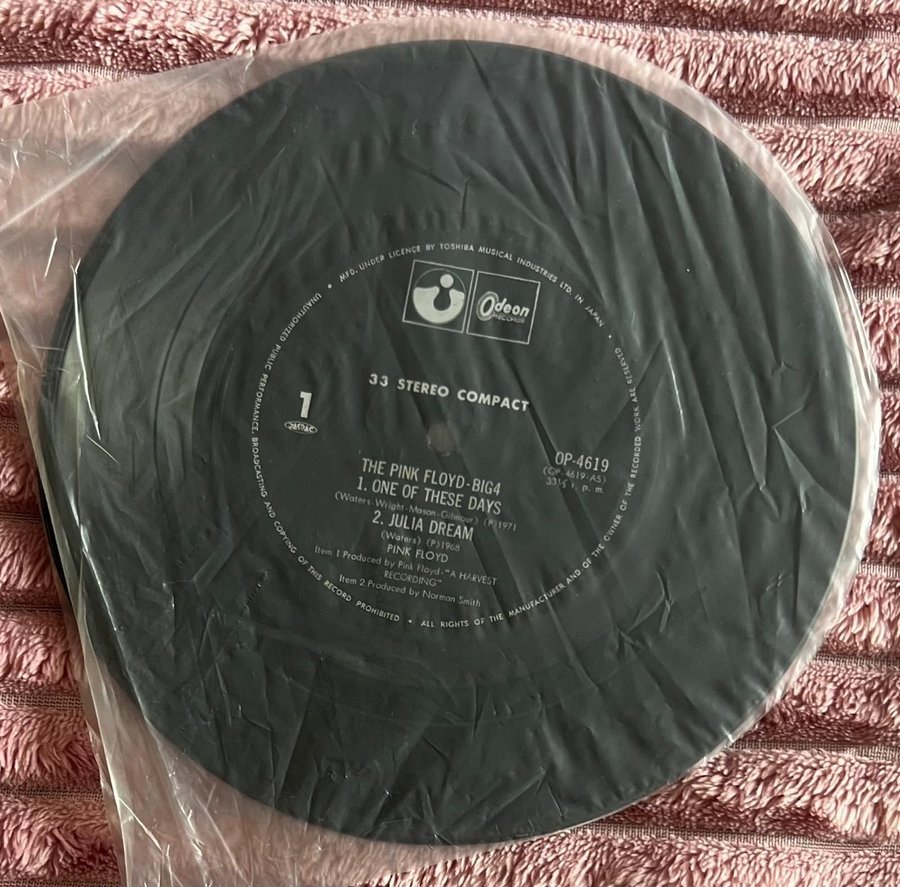 MFD. UNDER LICENCE BY TOSHIBA MUSICAL INDUSTRIES LTD. IN JAPAN •
Odeon
RECORDS
33 STEREO COMPACT
1
OP-4619
(OP-4619-AS)
33⅓ r. p. m
THE PINK FLOYD-BIG4
1. ONE OF THESE DAYS
(Waters-Wright-Mason-Gilmour) (P)1971
2. JULIA DREAM
(Waters) (P)1968
PINK FLOYD
Item 1 Produced by Pink Floyd-"A HARVEST
RECORDING"
Item 2 Produced by Norman Smith
ALL RIGHTS OF THE MANUFACTURER AND OF THE OWNER OF THE RECORDED WORK ARE RESERVED •
UNAUTHORIZED PUBLIC PERFORMANCE, BROADCASTING AND COPYING OF THIS RECORD PROHIBITED •